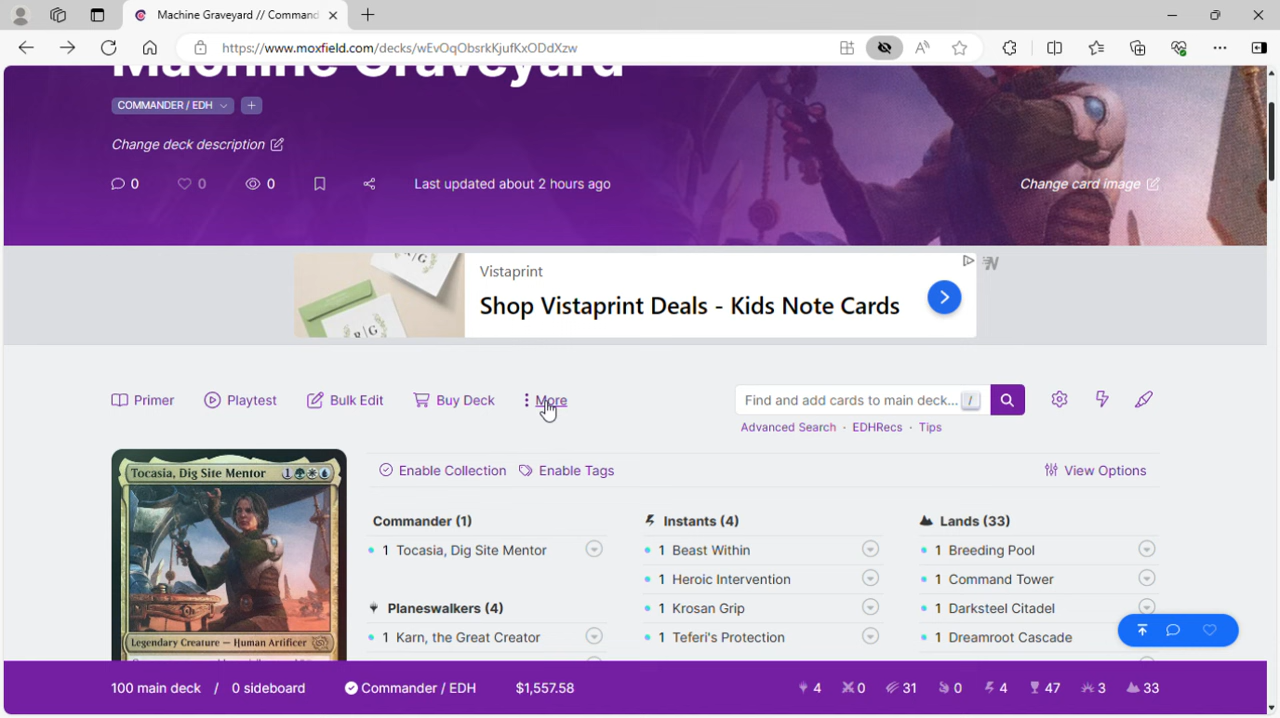 Machine Graveyard // Command
https://www.moxfield.com/decks/wEvOqObsrkKjufKxODdXzw
Machine Graveyard
COMMANDER / EDH
Change deck description
0 0 0 Last updated about 2 hours ago
Change card image
Vistaprint
Shop Vistaprint Deals - Kids Note Cards
Primer Playtest Bulk Edit Buy Deck More
Find and add cards to main deck... /
Advanced Search · EDHRecs · Tips
Enable Collection Enable Tags View Options
Tocasia, Dig Site Mentor 1
Legendary Creature — Human Artificer
Commander (1)
1 Tocasia, Dig Site Mentor
Planeswalkers (4)
1 Karn, the Great Creator
Instants (4)
1 Beast Within
1 Heroic Intervention
1 Krosan Grip
1 Teferi's Protection
Lands (33)
1 Breeding Pool
1 Command Tower
1 Darksteel Citadel
1 Dreamroot Cascade
100 main deck / 0 sideboard Commander / EDH $1,557.58 4 0 31 0 4 47 3 33